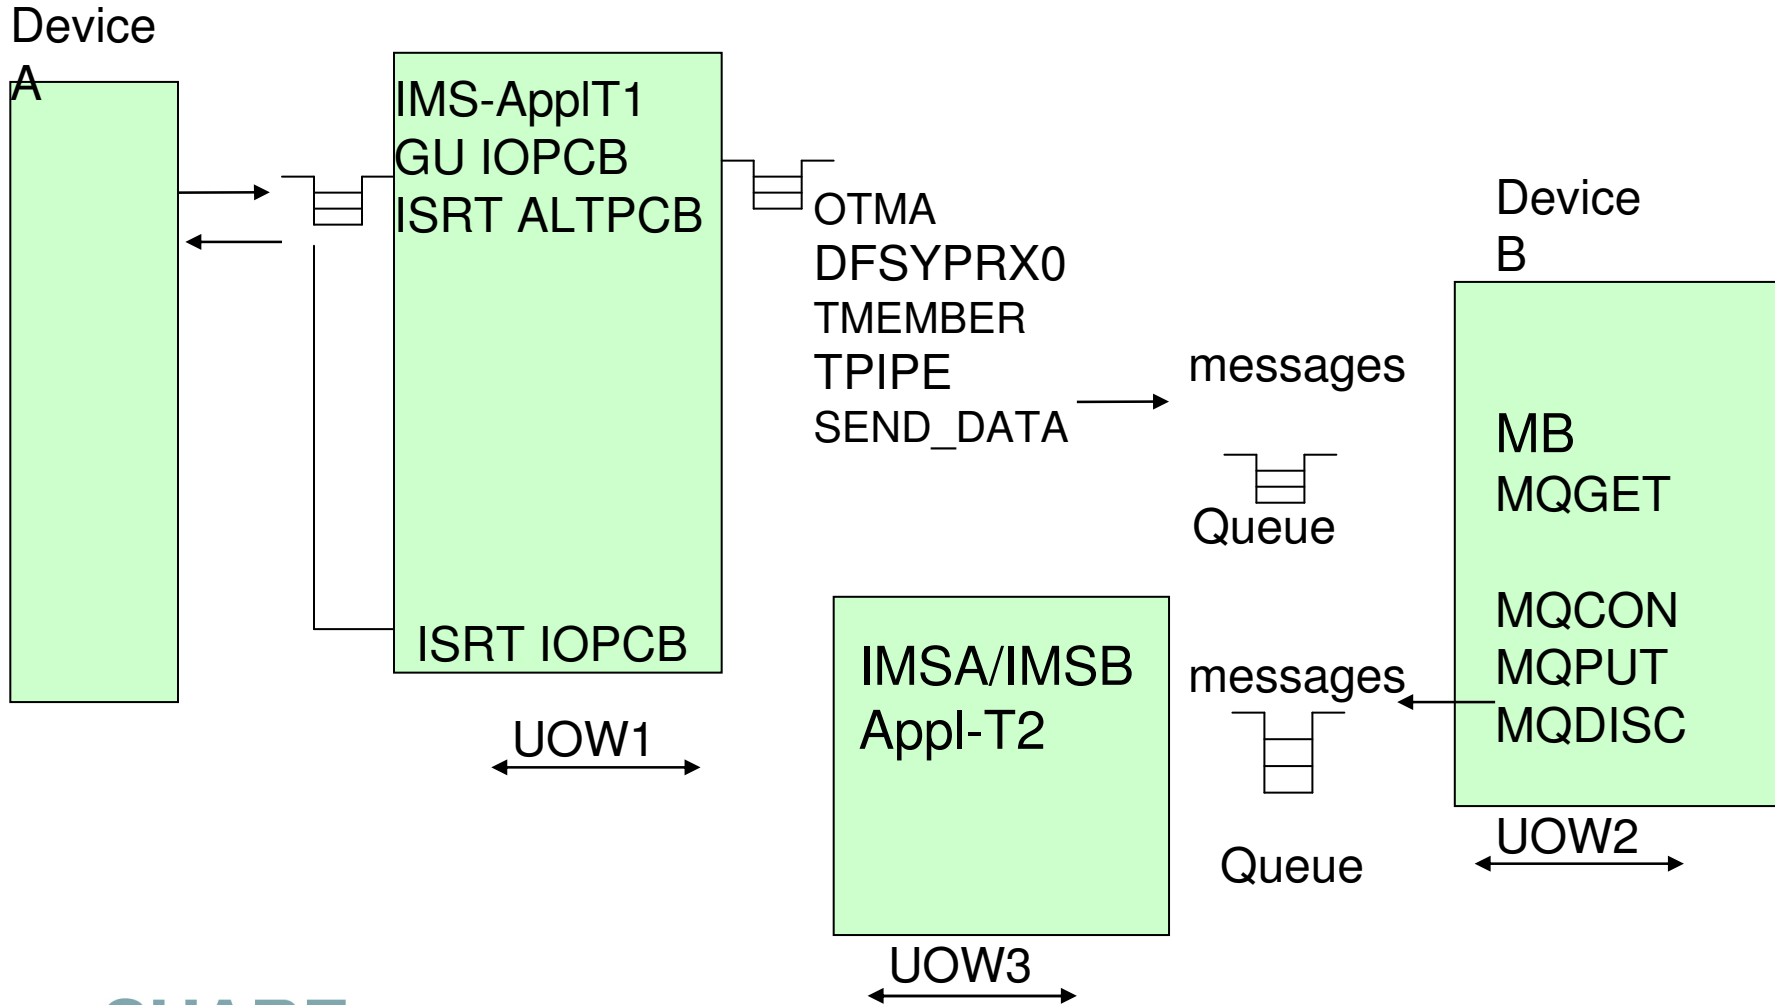 Device
A
IMS-ApplT1
GU IOPCB
ISRT ALTPCB
ISRT IOPCB
UOW1
OTMA
DFSYPRX0
TMEMBER
TPIPE
SEND_DATA
messages
Queue
Device
B
MB
MQGET
MQCON
MQPUT
MQDISC
UOW2
messages
Queue
IMSA/IMSB
Appl-T2
UOW3